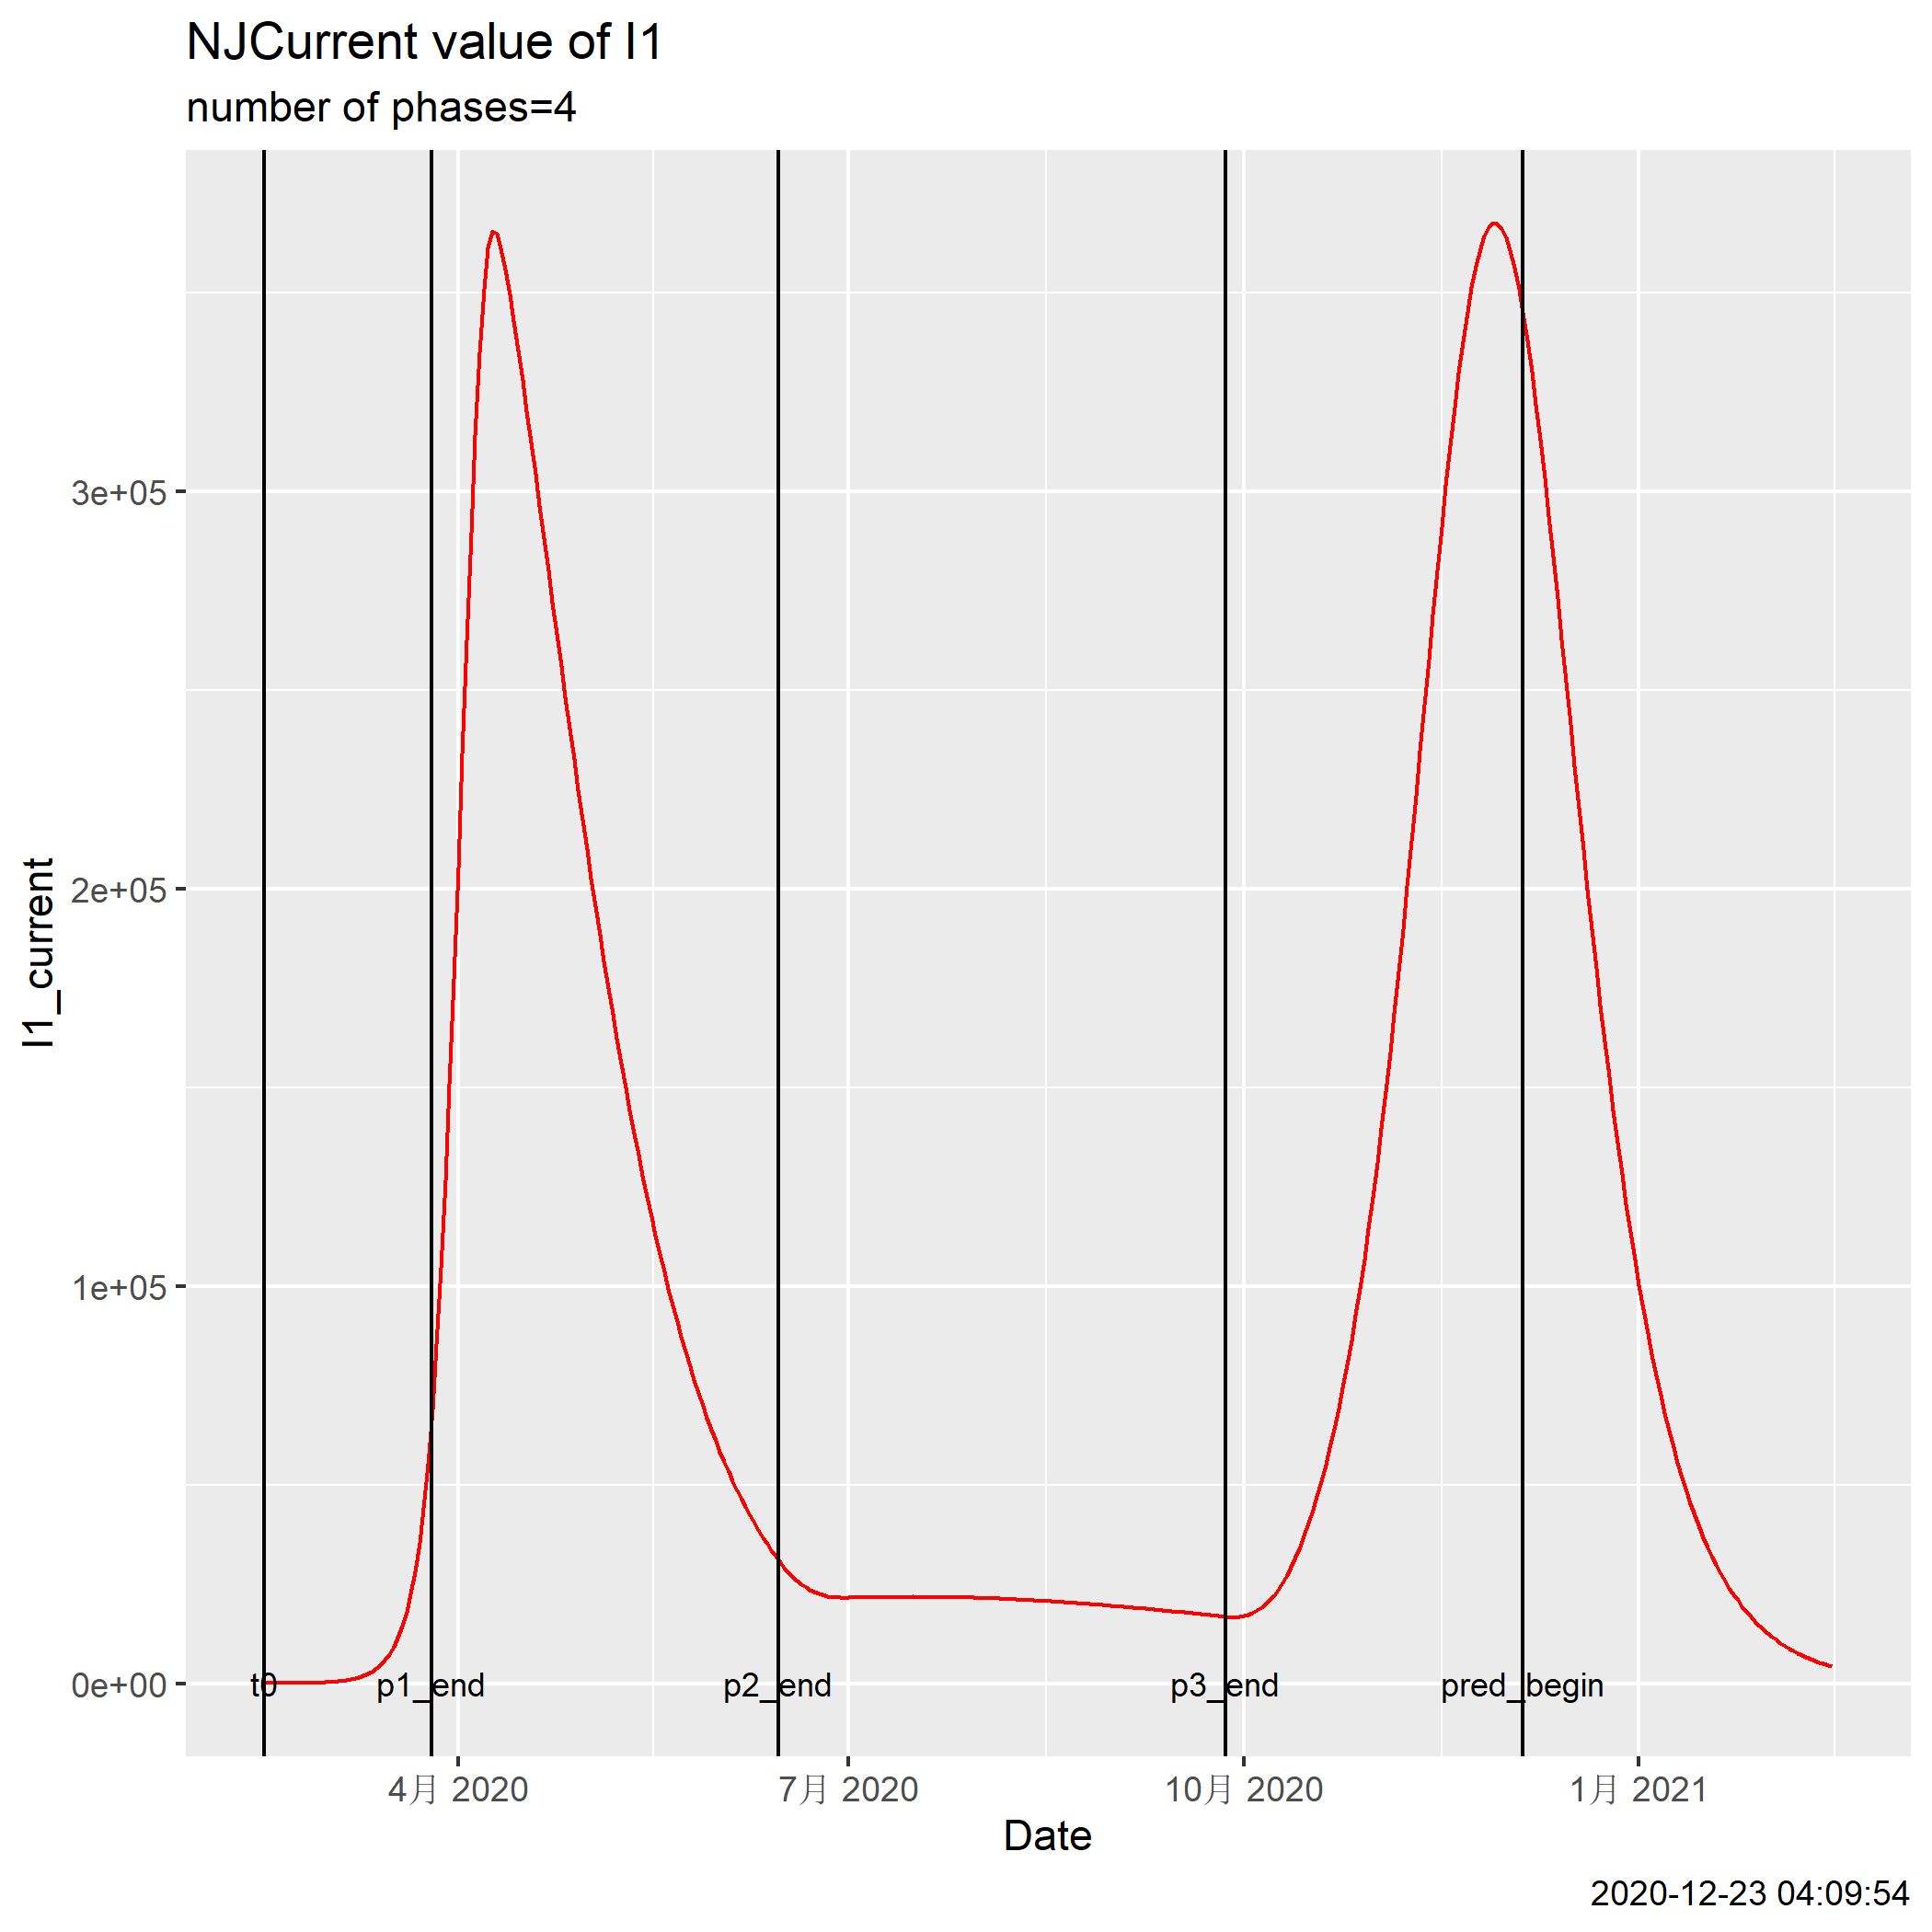 NJCurrent value of I1
number of phases=4
I1_current
3e+05
2e+05
1e+05
0e+00
t0 p1_end p2_end p3_end pred_begin
4月 2020 7月 2020 10月 2020 1月 2021
Date
2020-12-23 04:09:54